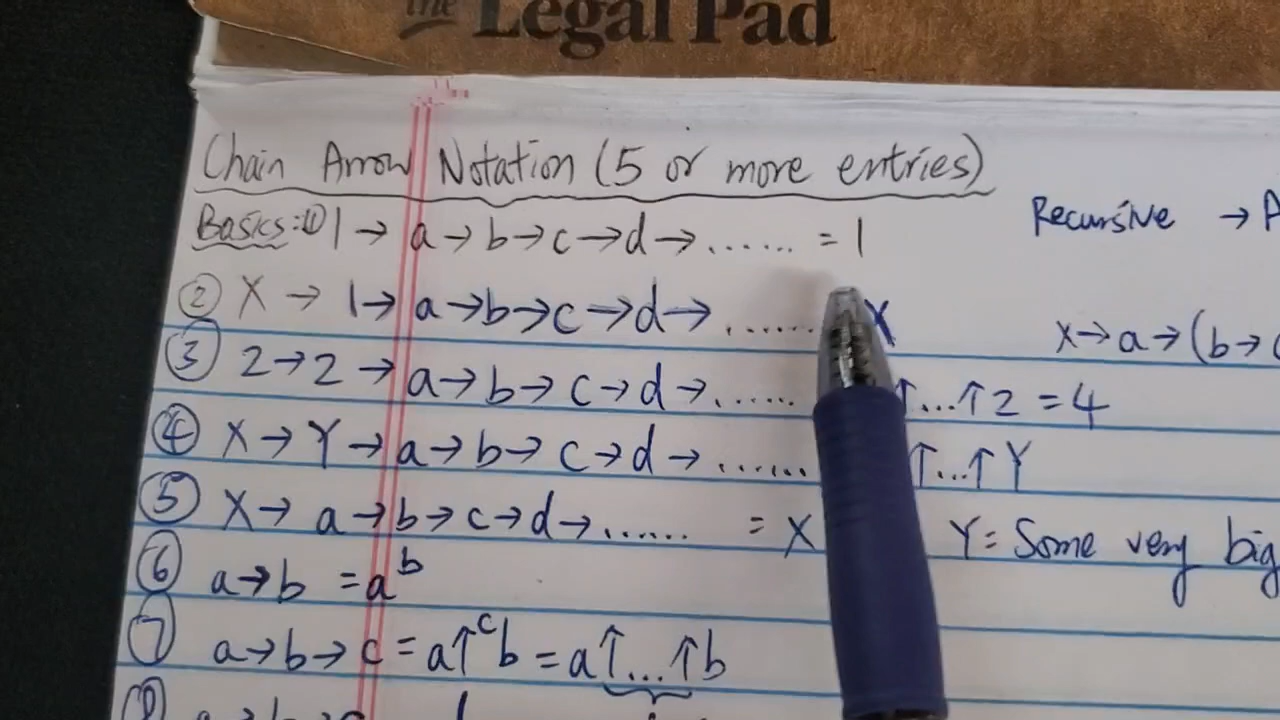 the Legal Pad
Chain Arrow Notation (5 or more entries)
Basics: ① 1 → a → b → c → d → ...... = 1
Recursive →
② X → 1 → a → b → c → d → ...... X
X → a → (b →
③ 2 → 2 → a → b → c → d → ...... ↑...↑ 2 = 4
④ X → Y → a → b → c → d → ...... ↑...↑ Y
⑤ X → a → b → c → d → ...... = X Y = Some very big
⑥ a → b = a^b
⑦ a → b → c = a↑^c b = a↑...↑b